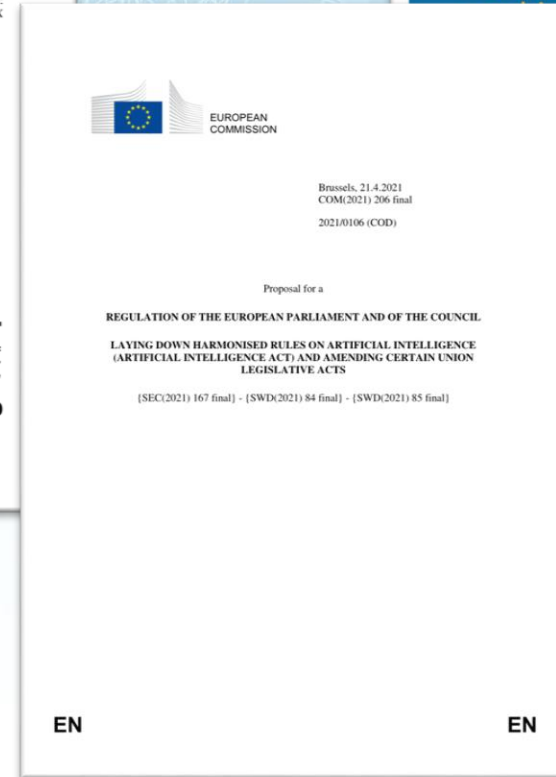 EUROPEAN
COMMISSION
Brussels, 21.4.2021
COM(2021) 206 final
2021/0106 (COD)
Proposal for a
REGULATION OF THE EUROPEAN PARLIAMENT AND OF THE COUNCIL
LAYING DOWN HARMONISED RULES ON ARTIFICIAL INTELLIGENCE
(ARTIFICIAL INTELLIGENCE ACT) AND AMENDING CERTAIN UNION
LEGISLATIVE ACTS
{SEC(2021) 167 final} - {SWD(2021) 84 final} - {SWD(2021) 85 final}
EN EN